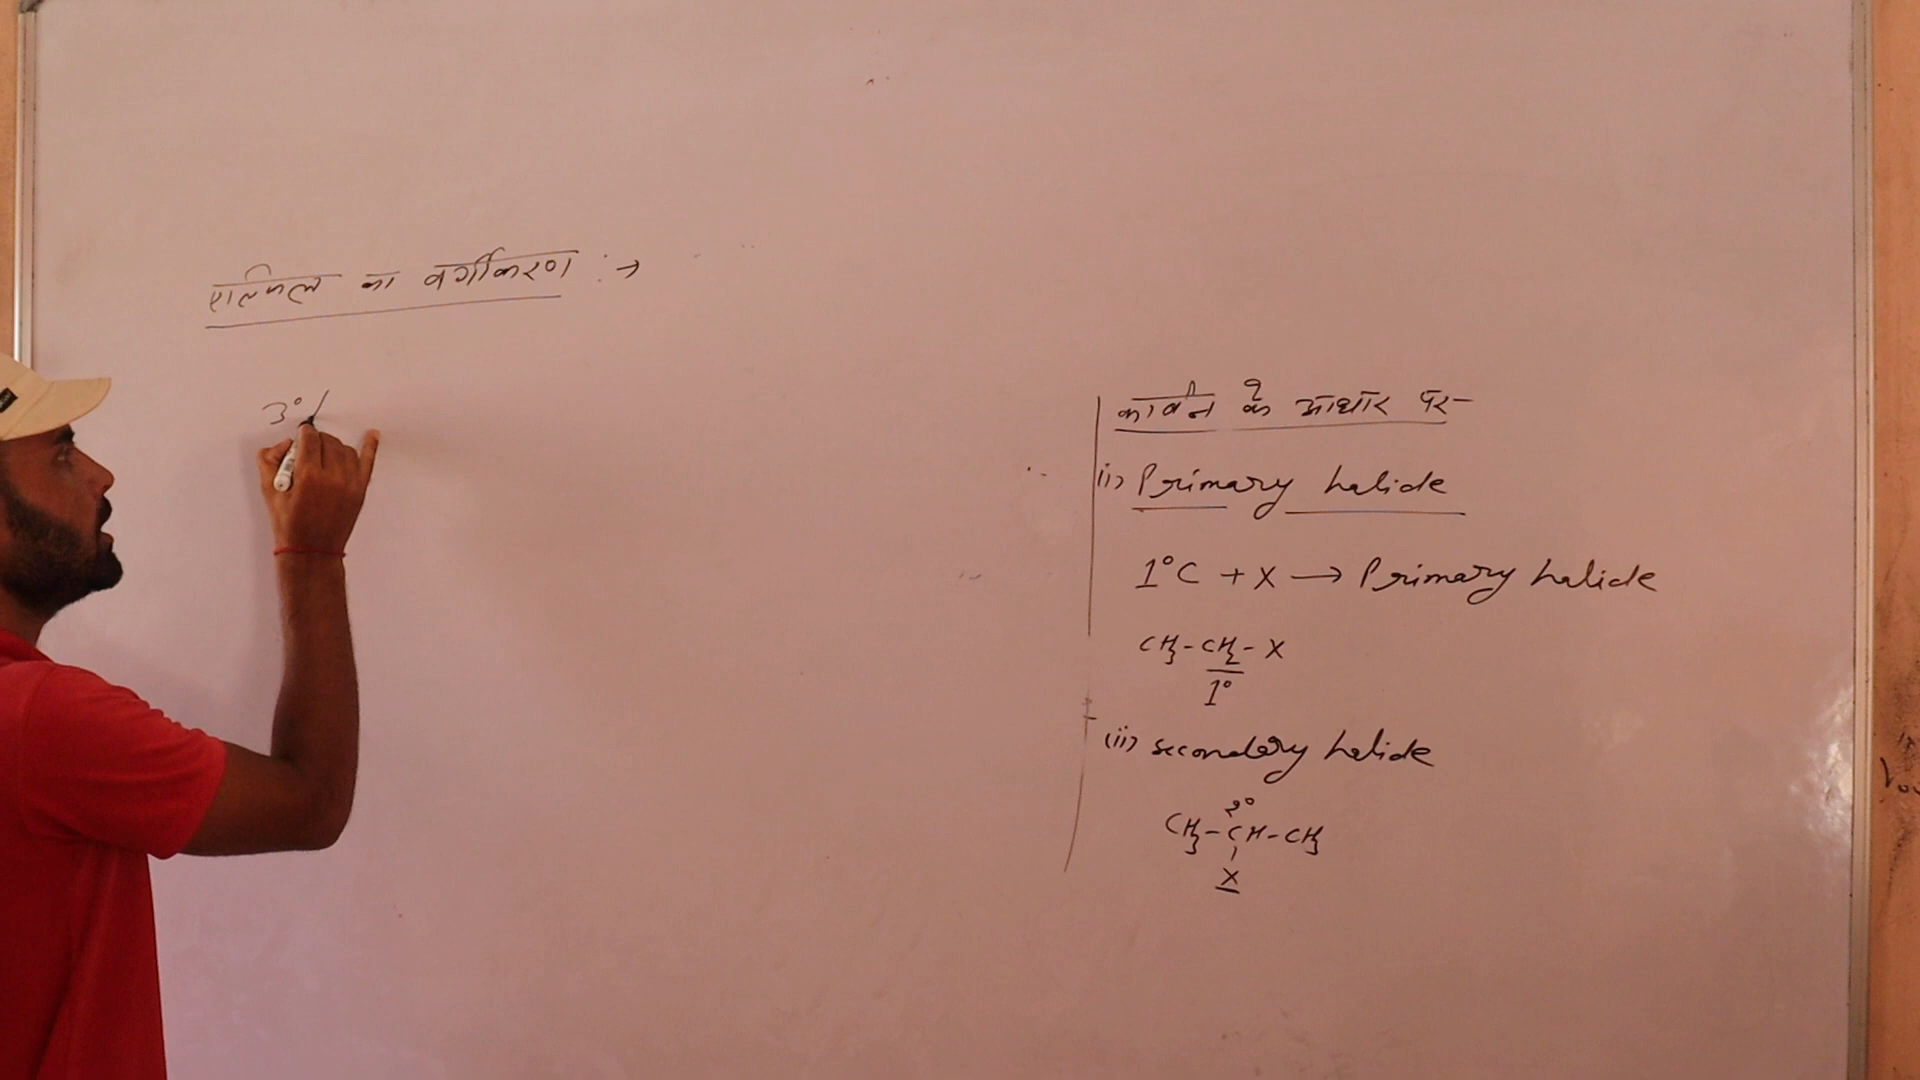 एल्किल का वर्गीकरण :→
3° /
कार्बन के आधार पर–
(i) Primary halide
1°C + X → Primary halide
CH3-CH2-X
1°
(ii) secondary halide
2°
CH3-CH-CH3
X